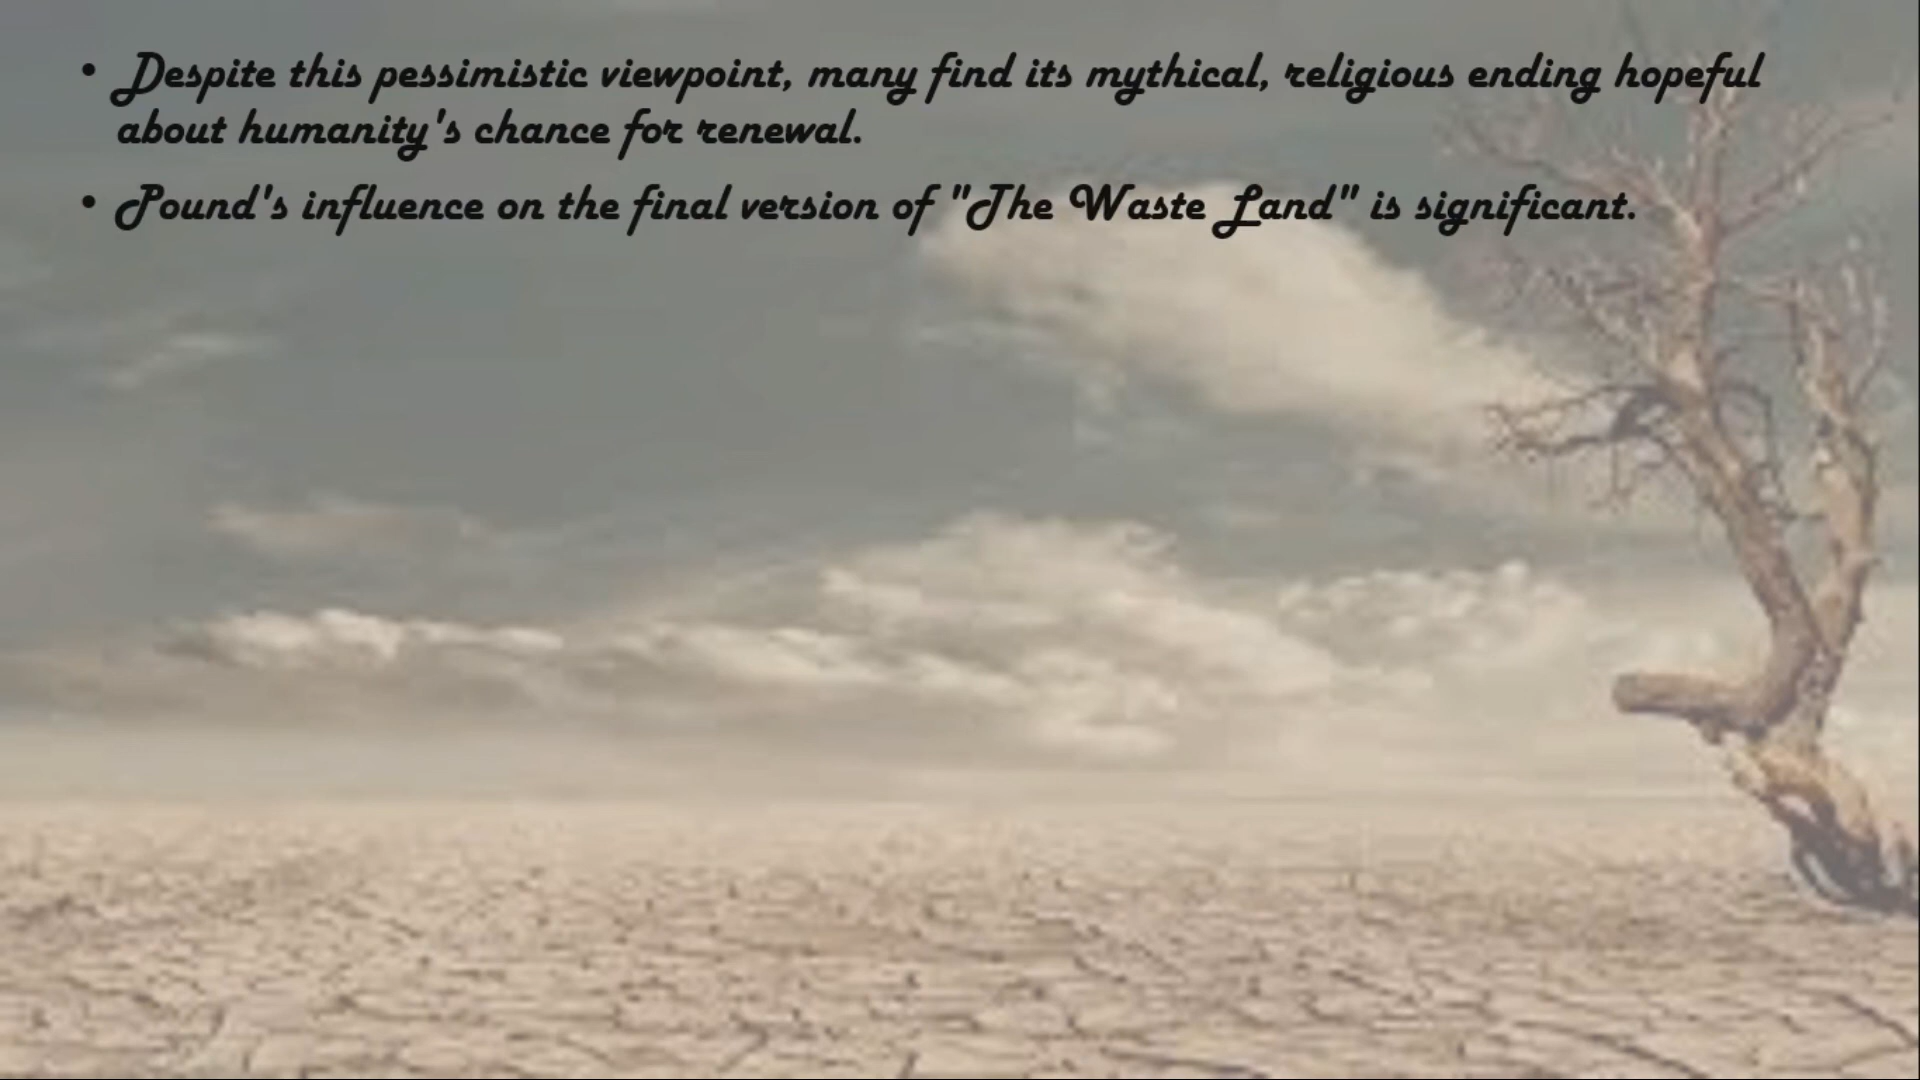 • Despite this pessimistic viewpoint, many find its mythical, religious ending hopeful
about humanity's chance for renewal.
• Pound's influence on the final version of "The Waste Land" is significant.